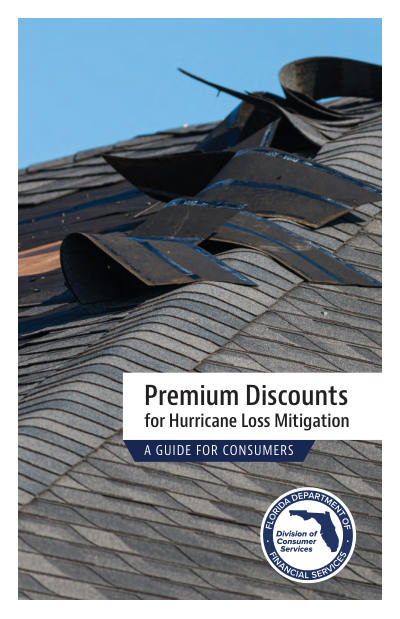 Premium Discounts
for Hurricane Loss Mitigation
A GUIDE FOR CONSUMERS
FLORIDA DEPARTMENT OF
Division of
Consumer
Services
FINANCIAL SERVICES